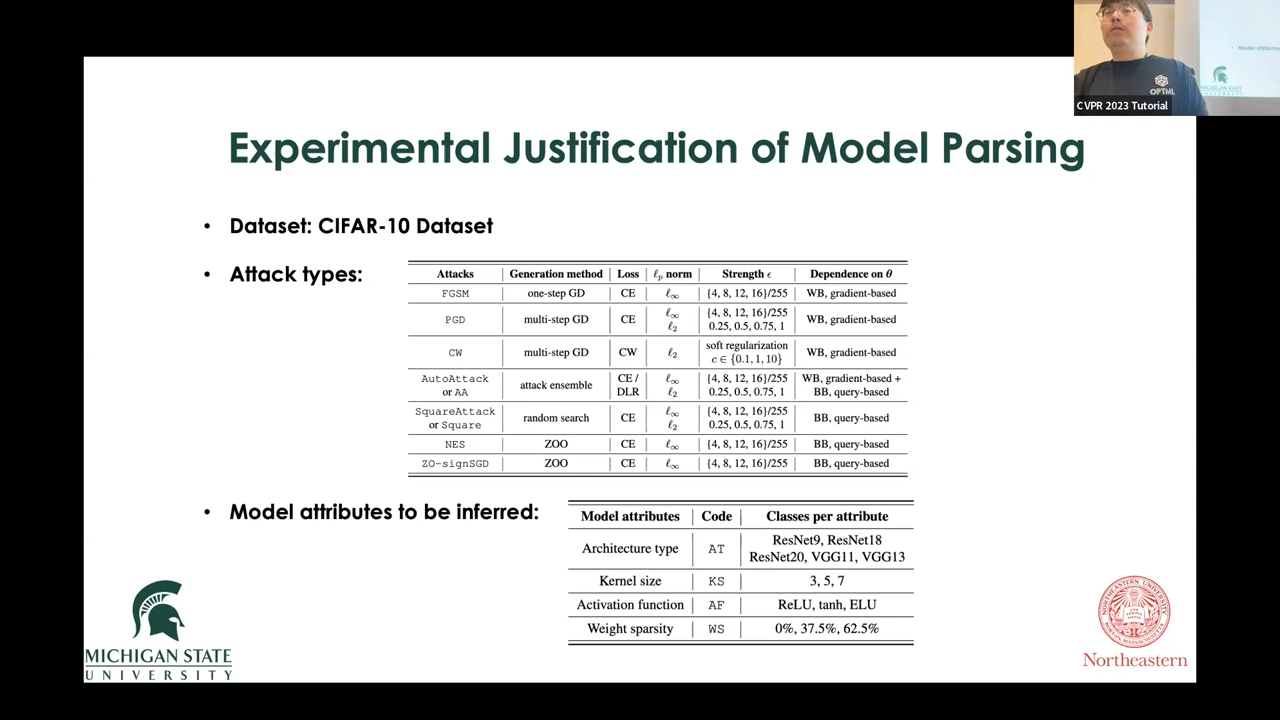 OPTML
CVPR 2023 Tutorial
Experimental Justification of Model Parsing
• Dataset: CIFAR-10 Dataset
• Attack types:
Attacks Generation method Loss ℓp norm Strength ϵ Dependence on θ
FGSM one-step GD CE ℓ∞ {4, 8, 12, 16}/255 WB, gradient-based
PGD multi-step GD CE ℓ∞ {4, 8, 12, 16}/255 WB, gradient-based
ℓ2 0.25, 0.5, 0.75, 1
CW multi-step GD CW ℓ2 soft regularization WB, gradient-based
c ∈ {0.1, 1, 10}
AutoAttack attack ensemble CE / ℓ∞ {4, 8, 12, 16}/255 WB, gradient-based +
or AA DLR ℓ2 0.25, 0.5, 0.75, 1 BB, query-based
SquareAttack random search CE ℓ∞ {4, 8, 12, 16}/255 BB, query-based
or Square ℓ2 0.25, 0.5, 0.75, 1
NES ZOO CE ℓ∞ {4, 8, 12, 16}/255 BB, query-based
ZO-signSGD ZOO CE ℓ∞ {4, 8, 12, 16}/255 BB, query-based
• Model attributes to be inferred:
Model attributes Code Classes per attribute
Architecture type AT ResNet9, ResNet18
ResNet20, VGG11, VGG13
Kernel size KS 3, 5, 7
Activation function AF ReLU, tanh, ELU
Weight sparsity WS 0%, 37.5%, 62.5%
MICHIGAN STATE
UNIVERSITY
Northeastern